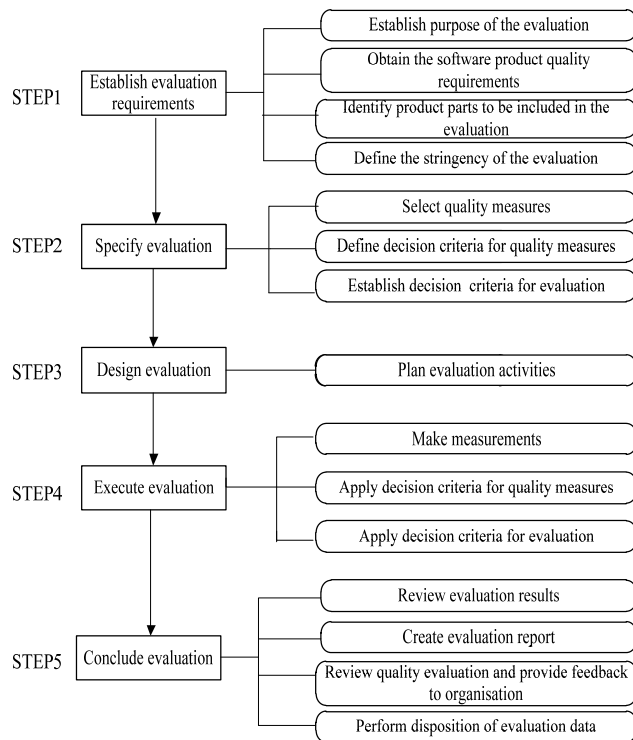 STEP1
Establish evaluation
requirements
Establish purpose of the evaluation
Obtain the software product quality
requirements
Identify product parts to be included in the
evaluation
Define the stringency of the evaluation
STEP2
Specify evaluation
Select quality measures
Define decision criteria for quality measures
Establish decision criteria for evaluation
STEP3
Design evaluation
Plan evaluation activities
STEP4
Execute evaluation
Make measurements
Apply decision criteria for quality measures
Apply decision criteria for evaluation
STEP5
Conclude evaluation
Review evaluation results
Create evaluation report
Review quality evaluation and provide feedback
to organisation
Perform disposition of evaluation data